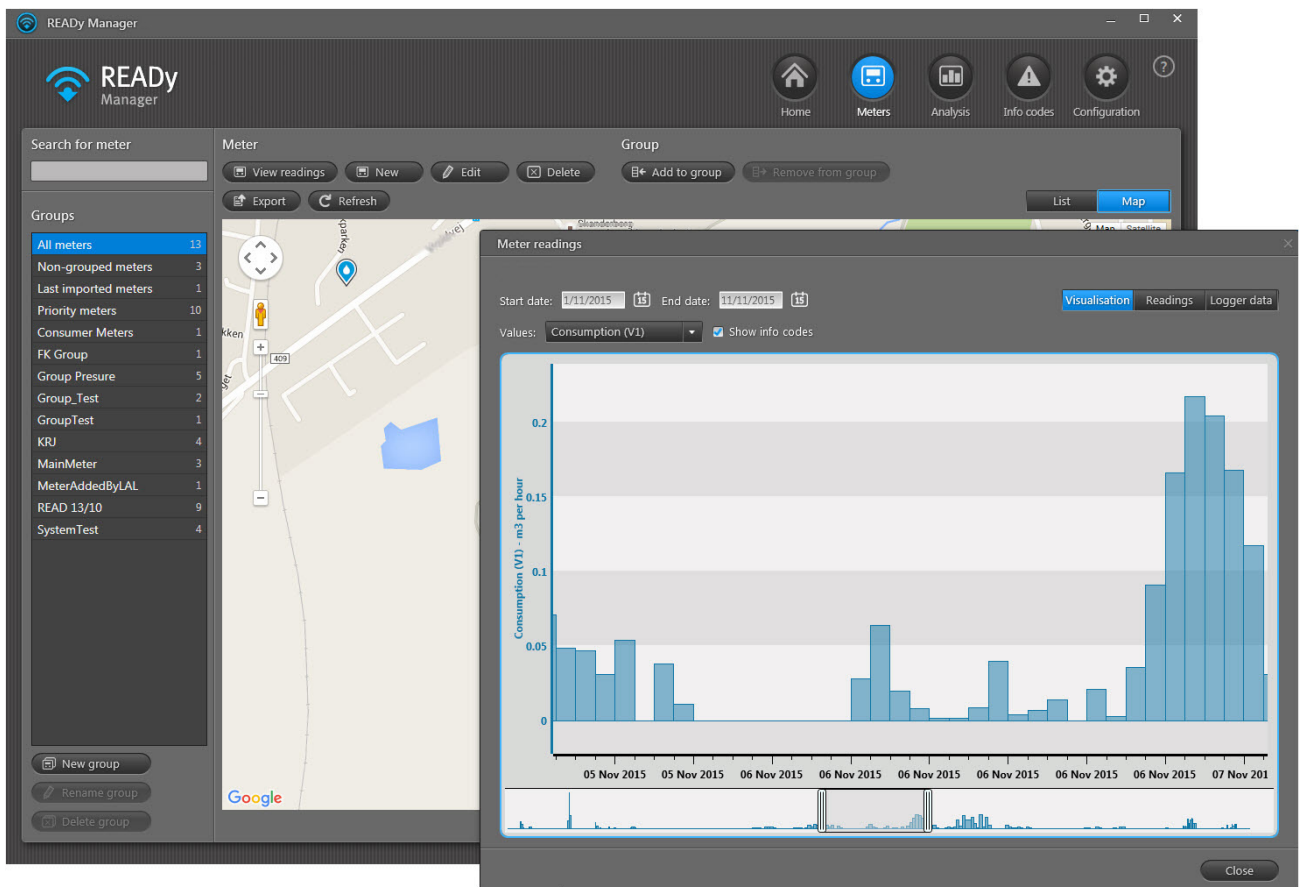 READy Manager
READy
Manager
Home
Meters
Analysis
Info codes
Configuration
?
Search for meter
Meter
Group
View readings
New
Edit
Delete
Add to group
Remove from group
Export
Refresh
List
Map
Groups
All meters 13
Non-grouped meters 3
Last imported meters 1
Priority meters 10
Consumer Meters 1
FK Group 1
Group Presure 5
Group_Test 2
GroupTest 1
KRJ 4
MainMeter 3
MeterAddedByLAL 1
READ 13/10 9
SystemTest 4
New group
Rename group
Delete group
Skanderborg
Map Satellite
409
Google
Meter readings
Start date: 1/11/2015 15 End date: 11/11/2015 15
Visualisation Readings Logger data
Values: Consumption (V1) Show info codes
Consumption (V1) - m3 per hour
0.2
0.15
0.1
0.05
0
05 Nov 2015 05 Nov 2015 06 Nov 2015 06 Nov 2015 06 Nov 2015 06 Nov 2015 06 Nov 2015 06 Nov 2015 07 Nov 201
Close